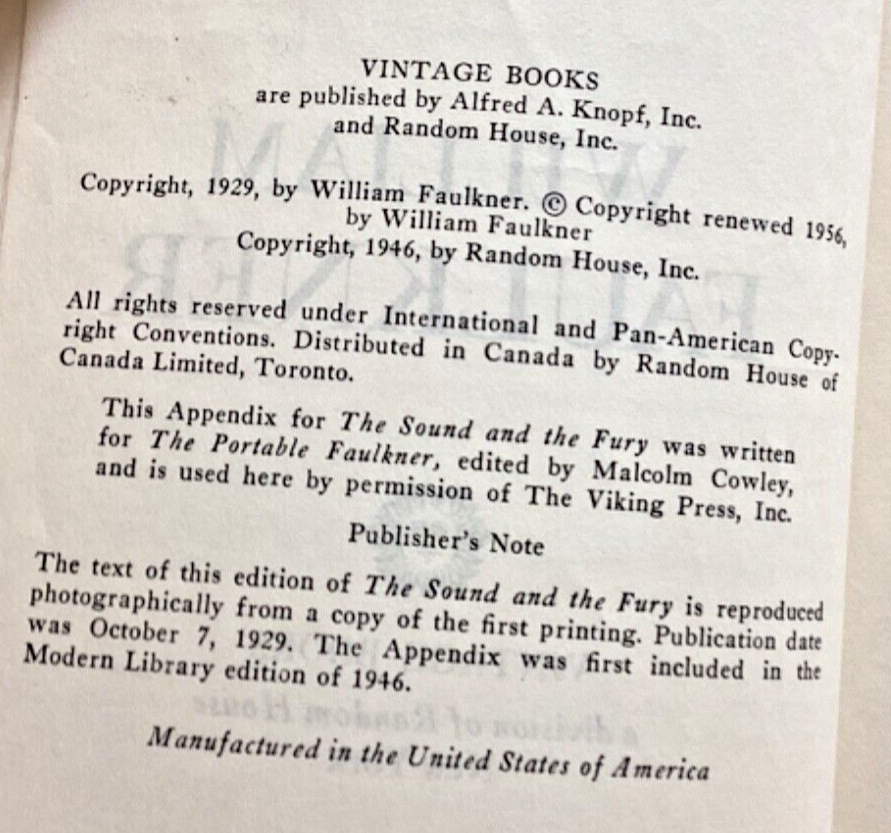 VINTAGE BOOKS
are published by Alfred A. Knopf, Inc.
and Random House, Inc.
Copyright, 1929, by William Faulkner. © Copyright renewed 1956,
by William Faulkner
Copyright, 1946, by Random House, Inc.
All rights reserved under International and Pan-American Copy-
right Conventions. Distributed in Canada by Random House of
Canada Limited, Toronto.
This Appendix for The Sound and the Fury was written
for The Portable Faulkner, edited by Malcolm Cowley,
and is used here by permission of The Viking Press, Inc.
Publisher's Note
The text of this edition of The Sound and the Fury is reproduced
photographically from a copy of the first printing. Publication date
was October 7, 1929. The Appendix was first included in the
Modern Library edition of 1946.
Manufactured in the United States of America